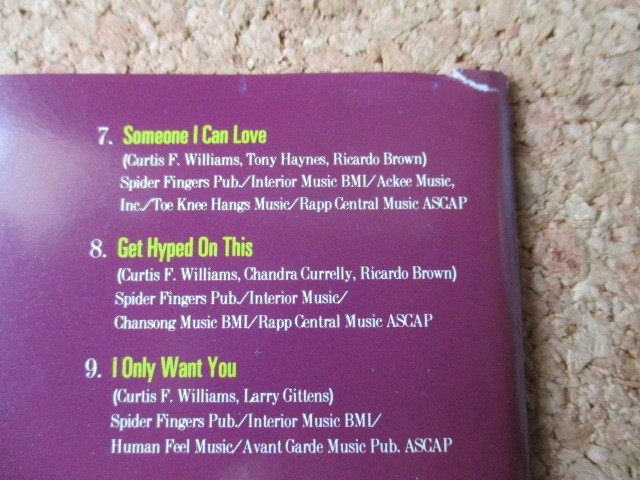 7. Someone I Can Love
(Curtis F. Williams, Tony Haynes, Ricardo Brown)
Spider Fingers Pub./Interior Music BMI/Ackee Music,
Inc./Toe Knee Hangs Music/Rapp Central Music ASCAP
8. Get Hyped On This
(Curtis F. Williams, Chandra Currelly, Ricardo Brown)
Spider Fingers Pub./Interior Music/
Chansong Music BMI/Rapp Central Music ASCAP
9. I Only Want You
(Curtis F. Williams, Larry Gittens)
Spider Fingers Pub./Interior Music BMI/
Human Feel Music/Avant Garde Music Pub. ASCAP